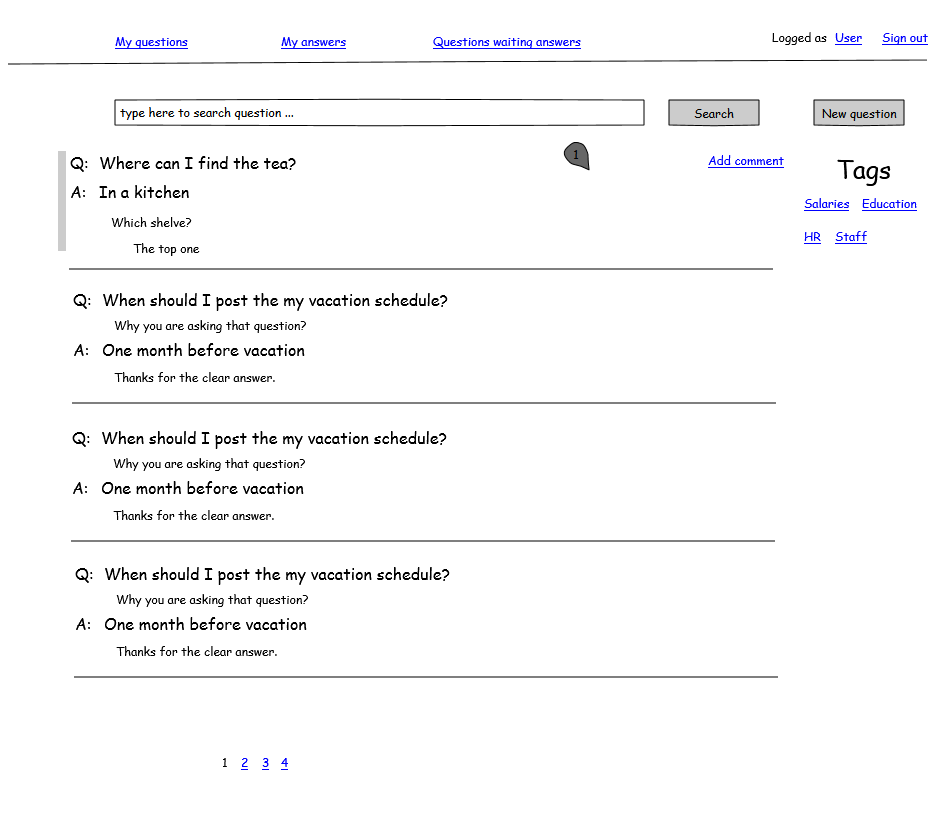 My questions My answers Questions waiting answers Logged as User Sign out
type here to search question ... Search New question
Q: Where can I find the tea? 1 Add comment
A: In a kitchen
Which shelve?
The top one
Tags
Salaries Education
HR Staff
Q: When should I post the my vacation schedule?
Why you are asking that question?
A: One month before vacation
Thanks for the clear answer.
Q: When should I post the my vacation schedule?
Why you are asking that question?
A: One month before vacation
Thanks for the clear answer.
Q: When should I post the my vacation schedule?
Why you are asking that question?
A: One month before vacation
Thanks for the clear answer.
1 2 3 4